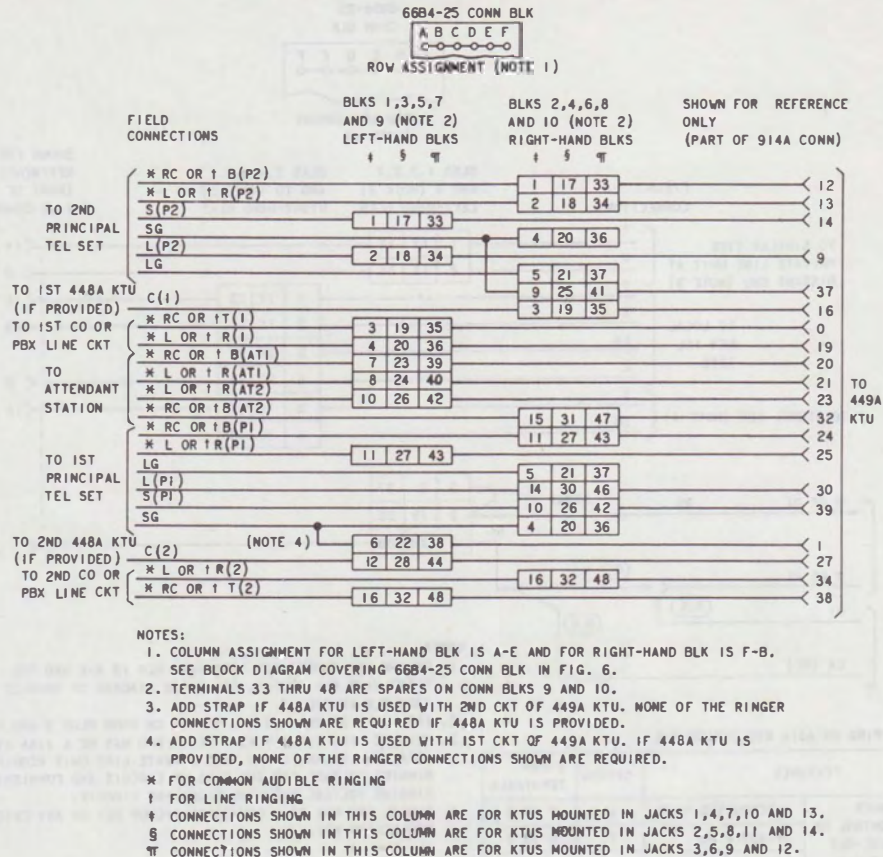 66B4-25 CONN BLK
A B C D E F
ROW ASSIGNMENT (NOTE 1)
FIELD CONNECTIONS
BLKS 1,3,5,7 AND 9 (NOTE 2) LEFT-HAND BLKS
BLKS 2,4,6,8 AND 10 (NOTE 2) RIGHT-HAND BLKS
SHOWN FOR REFERENCE ONLY (PART OF 914A CONN)
‡ § ¶ ‡ § ¶
TO 2ND PRINCIPAL TEL SET
* RC OR † B(P2) 1 17 33 12
* L OR † R(P2) 2 18 34 13
S(P2) 1 17 33 14
SG 4 20 36
L(P2) 2 18 34 9
LG 5 21 37
9 25 41 37
TO 1ST 448A KTU (IF PROVIDED) C(1) 3 19 35 16
TO 1ST CO OR PBX LINE CKT
* RC OR †T(1) 3 19 35 0
* L OR † R(1) 4 20 36 19
TO ATTENDANT STATION
* RC OR † B(AT1) 7 23 39 20
* L OR † R(AT1) 8 24 40 21
* L OR † R(AT2) 10 26 42 23
* RC OR †B(AT2) 15 31 47 32
TO 1ST PRINCIPAL TEL SET
* RC OR †B(P1) 11 27 43 24
* L OR †R(P1) 11 27 43 25
LG 5 21 37
L(P1) 14 30 46 30
S(P1) 10 26 42 39
SG 4 20 36
(NOTE 4) 6 22 38 1
TO 2ND 448A KTU (IF PROVIDED) C(2) 12 28 44 27
TO 2ND CO OR PBX LINE CKT
* L OR †R(2) 16 32 48 34
* RC OR † T(2) 16 32 48 38
TO 449A KTU
NOTES:
1. COLUMN ASSIGNMENT FOR LEFT-HAND BLK IS A-E AND FOR RIGHT-HAND BLK IS F-B.
SEE BLOCK DIAGRAM COVERING 66B4-25 CONN BLK IN FIG. 6.
2. TERMINALS 33 THRU 48 ARE SPARES ON CONN BLKS 9 AND 10.
3. ADD STRAP IF 448A KTU IS USED WITH 2ND CKT OF 449A KTU. NONE OF THE RINGER
CONNECTIONS SHOWN ARE REQUIRED IF 448A KTU IS PROVIDED.
4. ADD STRAP IF 448A KTU IS USED WITH 1ST CKT OF 449A KTU. IF 448A KTU IS
PROVIDED, NONE OF THE RINGER CONNECTIONS SHOWN ARE REQUIRED.
* FOR COMMON AUDIBLE RINGING
† FOR LINE RINGING
‡ CONNECTIONS SHOWN IN THIS COLUMN ARE FOR KTUS MOUNTED IN JACKS 1,4,7,10 AND 13.
§ CONNECTIONS SHOWN IN THIS COLUMN ARE FOR KTUS MOUNTED IN JACKS 2,5,8,11 AND 14.
¶ CONNECTIONS SHOWN IN THIS COLUMN ARE FOR KTUS MOUNTED IN JACKS 3,6,9 AND 12.